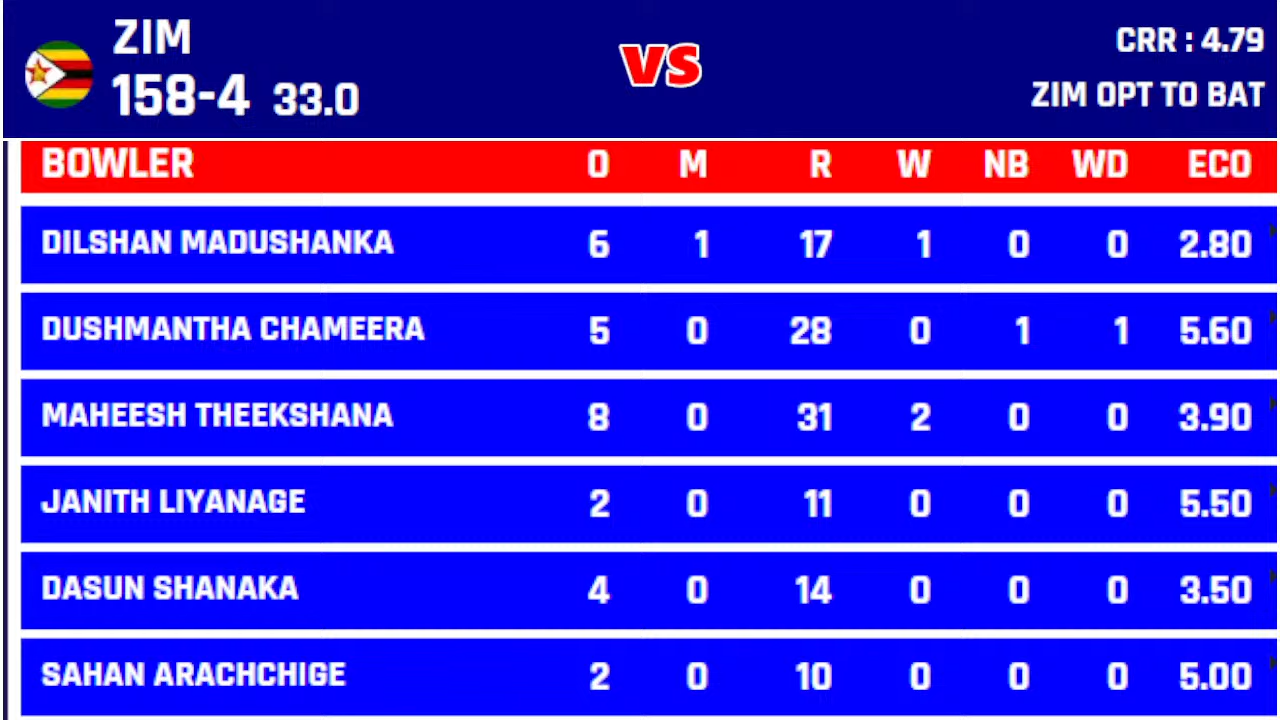 ZIM
158-4 33.0
VS
CRR : 4.79
ZIM OPT TO BAT
BOWLER O M R W NB WD ECO
DILSHAN MADUSHANKA 6 1 17 1 0 0 2.80
DUSHMANTHA CHAMEERA 5 0 28 0 1 1 5.60
MAHEESH THEEKSHANA 8 0 31 2 0 0 3.90
JANITH LIYANAGE 2 0 11 0 0 0 5.50
DASUN SHANAKA 4 0 14 0 0 0 3.50
SAHAN ARACHCHIGE 2 0 10 0 0 0 5.00